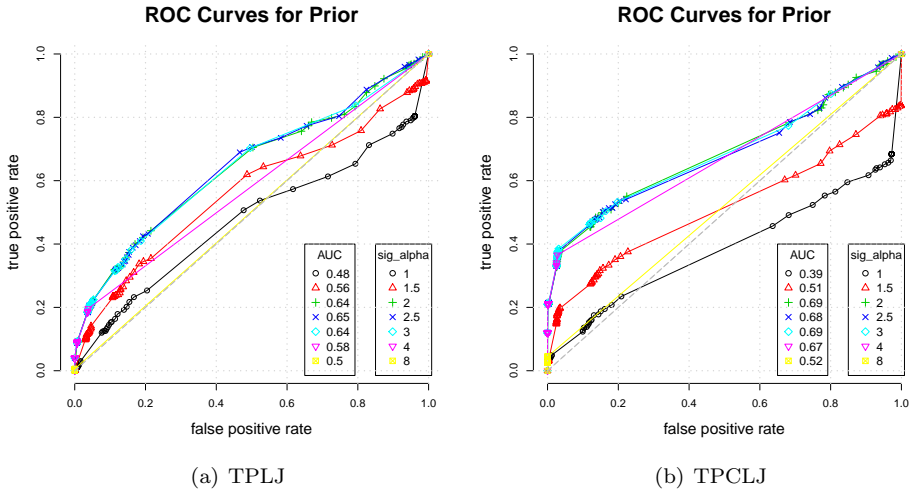 ROC Curves for Prior
true positive rate
1.0
0.8
0.6
0.4
0.2
0.0
AUC
0.48
0.56
0.64
0.65
0.64
0.58
0.5
sig_alpha
1
1.5
2
2.5
3
4
8
0.0 0.2 0.4 0.6 0.8 1.0
false positive rate
(a) TPLJ
ROC Curves for Prior
true positive rate
1.0
0.8
0.6
0.4
0.2
0.0
AUC
0.39
0.51
0.69
0.68
0.69
0.67
0.52
sig_alpha
1
1.5
2
2.5
3
4
8
0.0 0.2 0.4 0.6 0.8 1.0
false positive rate
(b) TPCLJ